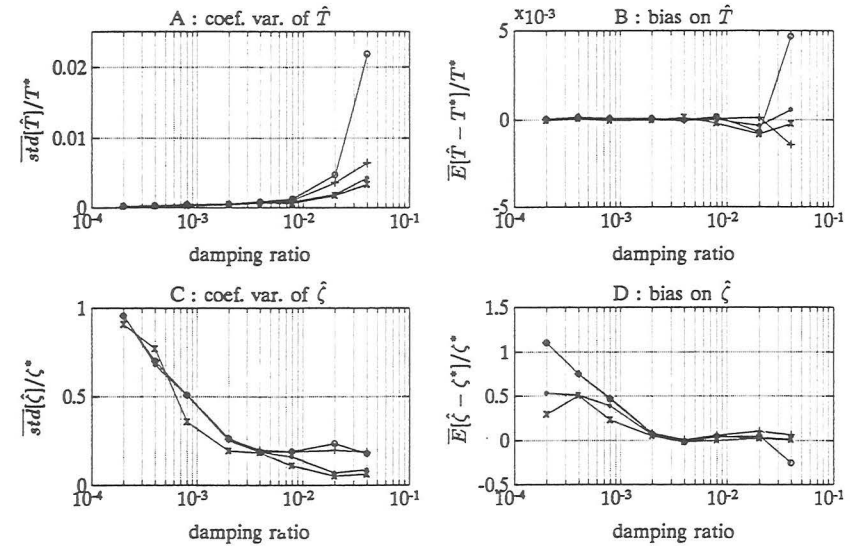 A : coef. var. of T̂
B : bias on T̂
x10-3
0.02
0.01
0
10-4
10-3
10-2
10-1
damping ratio
std[T̂]/T*
5
0
-5
10-4
10-3
10-2
10-1
damping ratio
E[T̂ − T*]/T*
C : coef. var. of ζ̂
D : bias on ζ̂
1
0.5
0
10-4
10-3
10-2
10-1
damping ratio
std[ζ̂]/ζ*
1.5
1
0.5
0
-0.5
10-4
10-3
10-2
10-1
damping ratio
E[ζ̂ − ζ*]/ζ*